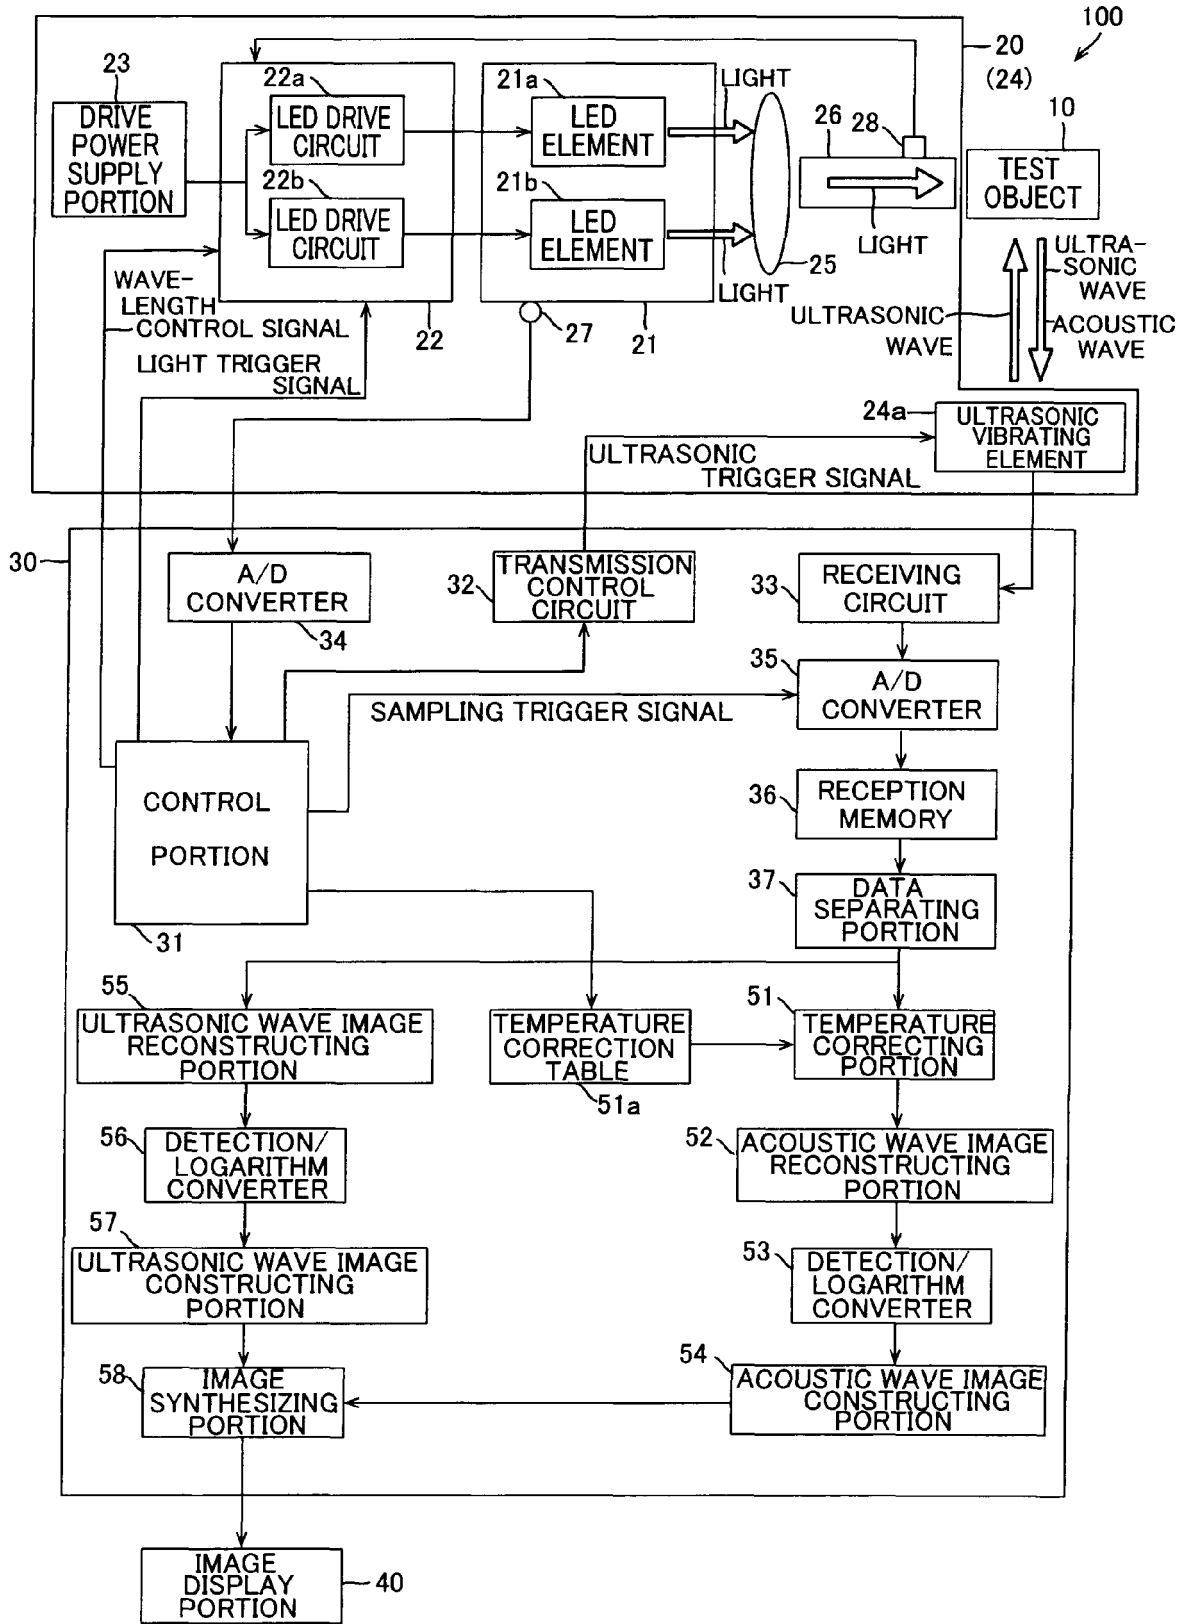 100
20
(24)
23
DRIVE
POWER
SUPPLY
PORTION
22a
LED DRIVE
CIRCUIT
22b
LED DRIVE
CIRCUIT
21a
LED
ELEMENT
21b
LED
ELEMENT
LIGHT
LIGHT
25
26
28
LIGHT
10
TEST
OBJECT
WAVE-
LENGTH
CONTROL SIGNAL
LIGHT TRIGGER
SIGNAL
22
27
21
ULTRASONIC
WAVE
ULTRA-
SONIC
WAVE
ACOUSTIC
WAVE
24a
ULTRASONIC
VIBRATING
ELEMENT
ULTRASONIC
TRIGGER SIGNAL
30
A/D
CONVERTER
34
32
TRANSMISSION
CONTROL
CIRCUIT
33
RECEIVING
CIRCUIT
35
A/D
CONVERTER
SAMPLING TRIGGER SIGNAL
CONTROL
PORTION
31
36
RECEPTION
MEMORY
37
DATA
SEPARATING
PORTION
55
ULTRASONIC WAVE IMAGE
RECONSTRUCTING
PORTION
TEMPERATURE
CORRECTION
TABLE
51a
51
TEMPERATURE
CORRECTING
PORTION
56
DETECTION/
LOGARITHM
CONVERTER
52
ACOUSTIC WAVE IMAGE
RECONSTRUCTING
PORTION
57
ULTRASONIC WAVE IMAGE
CONSTRUCTING
PORTION
53
DETECTION/
LOGARITHM
CONVERTER
58
IMAGE
SYNTHESIZING
PORTION
54
ACOUSTIC WAVE IMAGE
CONSTRUCTING
PORTION
IMAGE
DISPLAY
PORTION
40